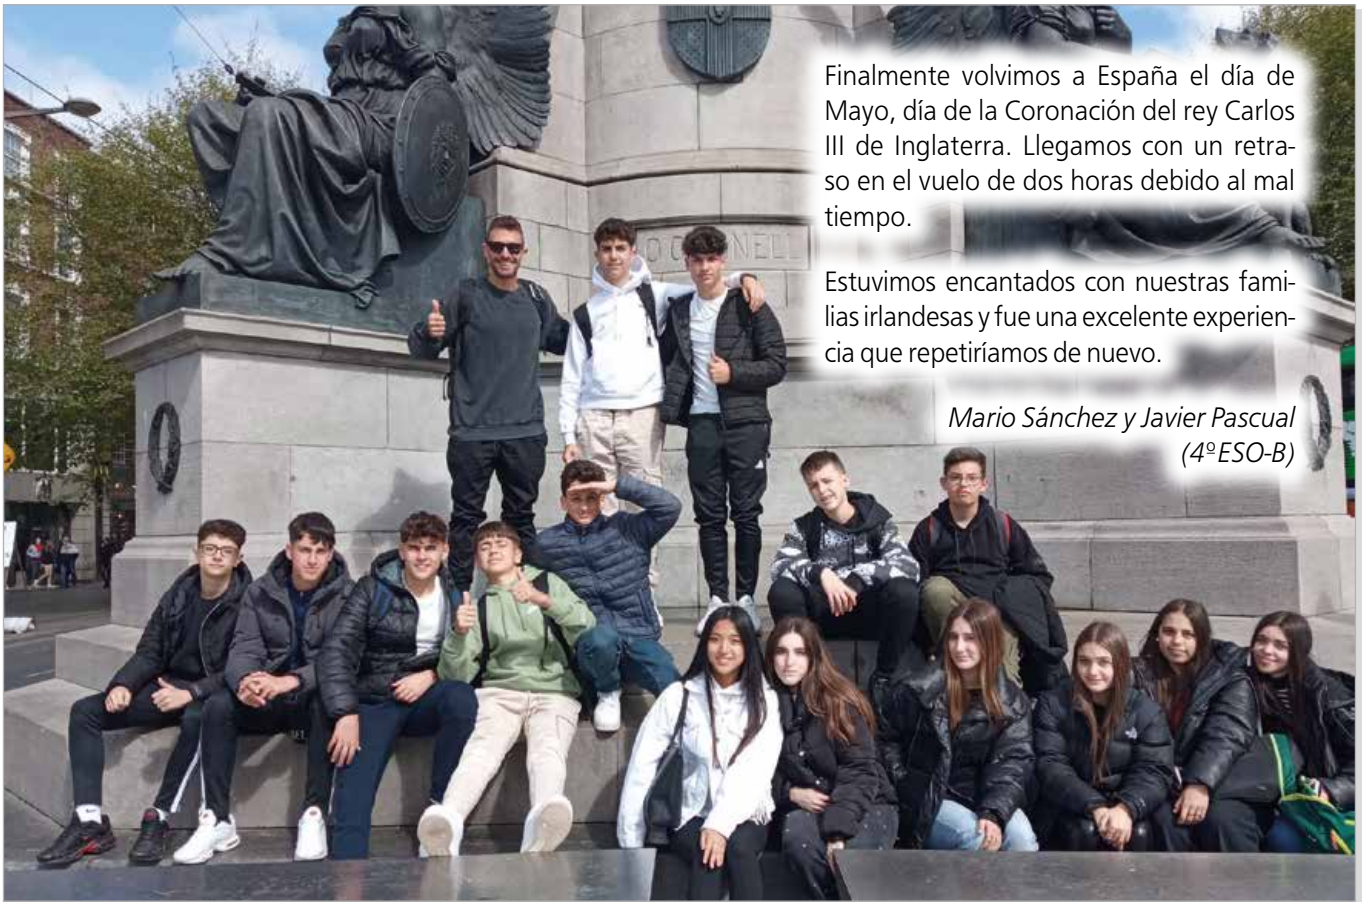 Finalmente volvimos a España el día de
Mayo, día de la Coronación del rey Carlos
III de Inglaterra. Llegamos con un retra-
so en el vuelo de dos horas debido al mal
tiempo.
Estuvimos encantados con nuestras fami-
lias irlandesas y fue una excelente experien-
cia que repetiríamos de nuevo.
Mario Sánchez y Javier Pascual
(4º ESO-B)